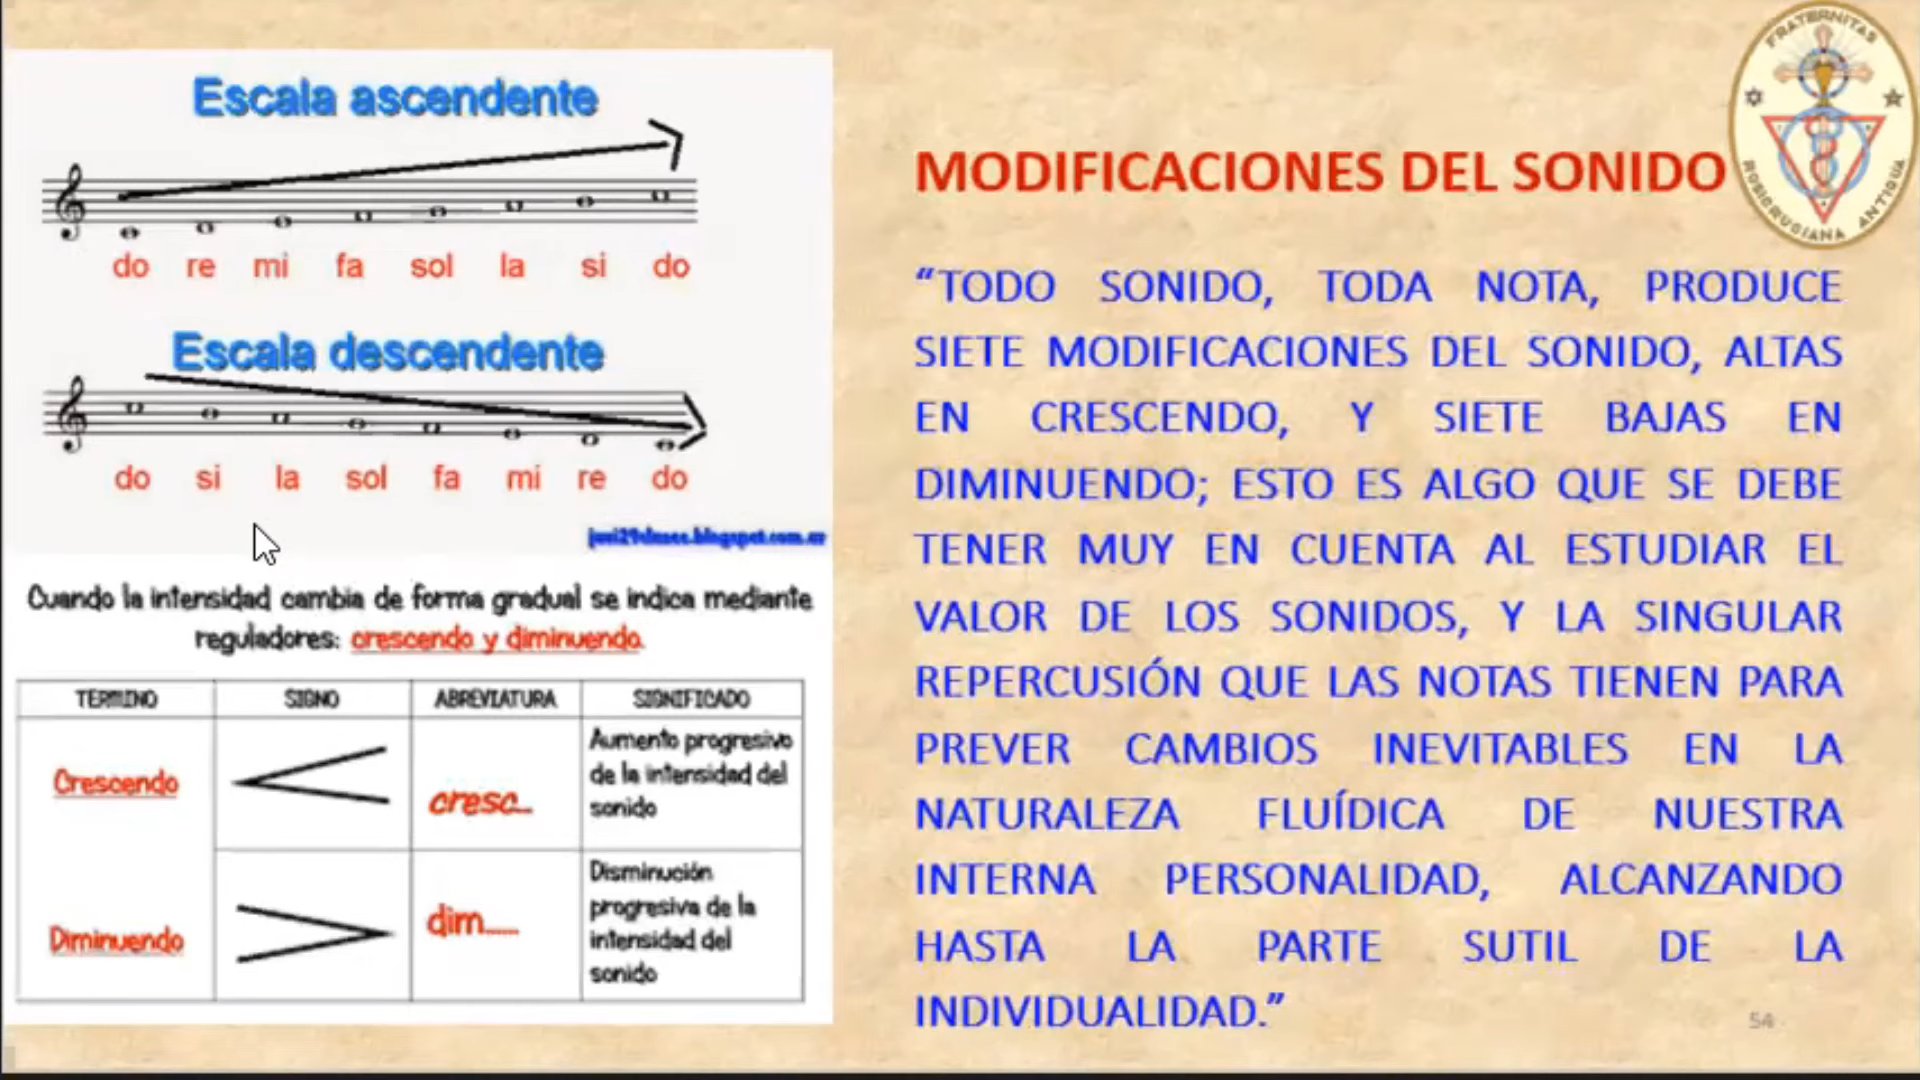 Escala ascendente
do re mi fa sol la si do
Escala descendente
do si la sol fa mi re do
Cuando la intensidad cambia de forma gradual se indica mediante
reguladores: crescendo y diminuendo.
TERMINO SIGNO ABREVIATURA SIGNIFICADO
Crescendo cresc... Aumento progresivo
de la intensidad del
sonido
Diminuendo dim..... Disminución
progresiva de la
intensidad del
sonido
MODIFICACIONES DEL SONIDO
“TODO SONIDO, TODA NOTA, PRODUCE
SIETE MODIFICACIONES DEL SONIDO, ALTAS
EN CRESCENDO, Y SIETE BAJAS EN
DIMINUENDO; ESTO ES ALGO QUE SE DEBE
TENER MUY EN CUENTA AL ESTUDIAR EL
VALOR DE LOS SONIDOS, Y LA SINGULAR
REPERCUSIÓN QUE LAS NOTAS TIENEN PARA
PREVER CAMBIOS INEVITABLES EN LA
NATURALEZA FLUÍDICA DE NUESTRA
INTERNA PERSONALIDAD, ALCANZANDO
HASTA LA PARTE SUTIL DE LA
INDIVIDUALIDAD.”
FRATERNITAS
ROSICRUCIANA ANTIQUA
54